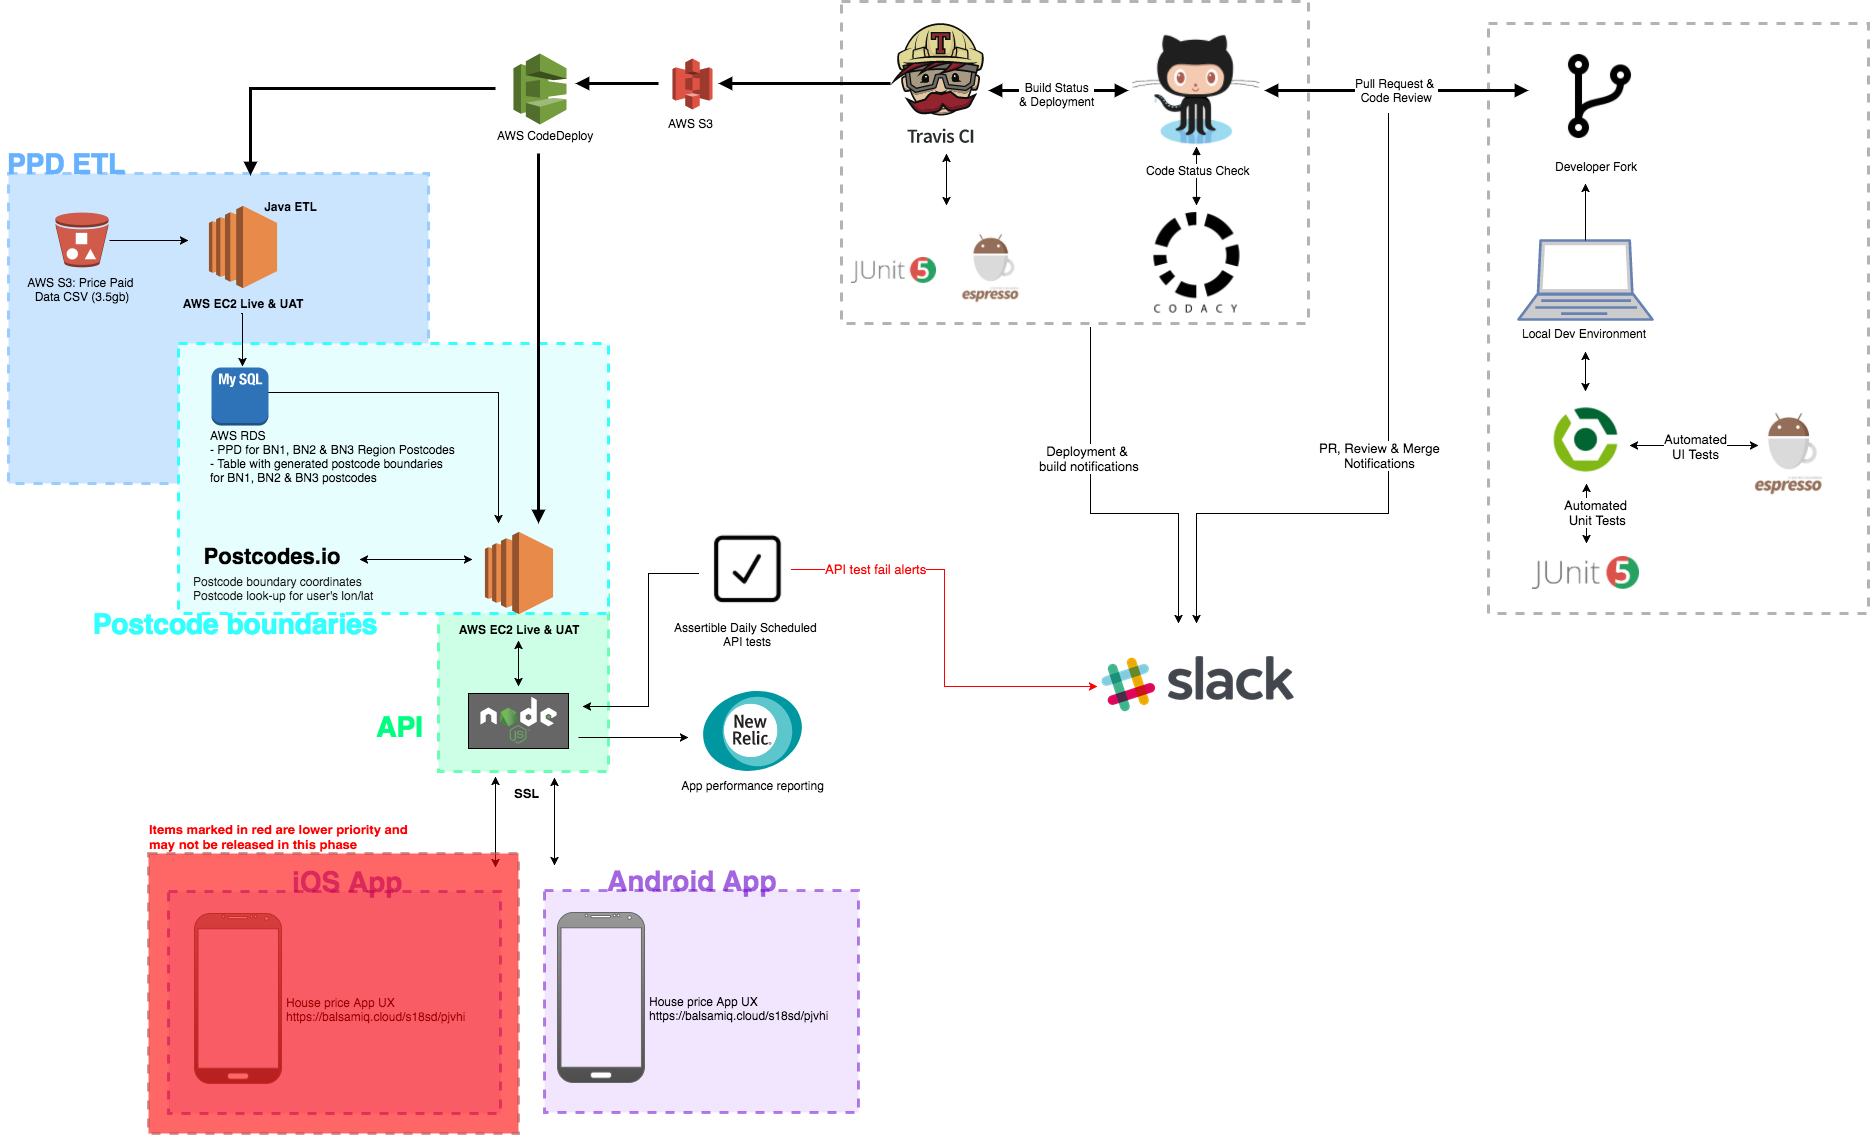 T
Travis CI
Build Status
& Deployment
Pull Request &
Code Review
Developer Fork
AWS CodeDeploy
AWS S3
Code Status Check
JUnit 5
espresso
CODACY
Local Dev Environment
Automated
UI Tests
espresso
Automated
Unit Tests
JUnit 5
PPD ETL
Java ETL
AWS S3: Price Paid
Data CSV (3.5gb)
AWS EC2 Live & UAT
My SQL
AWS RDS
- PPD for BN1, BN2 & BN3 Region Postcodes
- Table with generated postcode boundaries
for BN1, BN2 & BN3 postcodes
Postcodes.io
Postcode boundary coordinates
Postcode look-up for user's lon/lat
Postcode boundaries
Deployment &
build notifications
PR, Review & Merge
Notifications
API test fail alerts
Assertible Daily Scheduled
API tests
slack
AWS EC2 Live & UAT
API
node
JS
New
Relic.
App performance reporting
SSL
Items marked in red are lower priority and
may not be released in this phase
iOS App
House price App UX
https://balsamiq.cloud/s18sd/pjvhi
Android App
House price App UX
https://balsamiq.cloud/s18sd/pjvhi